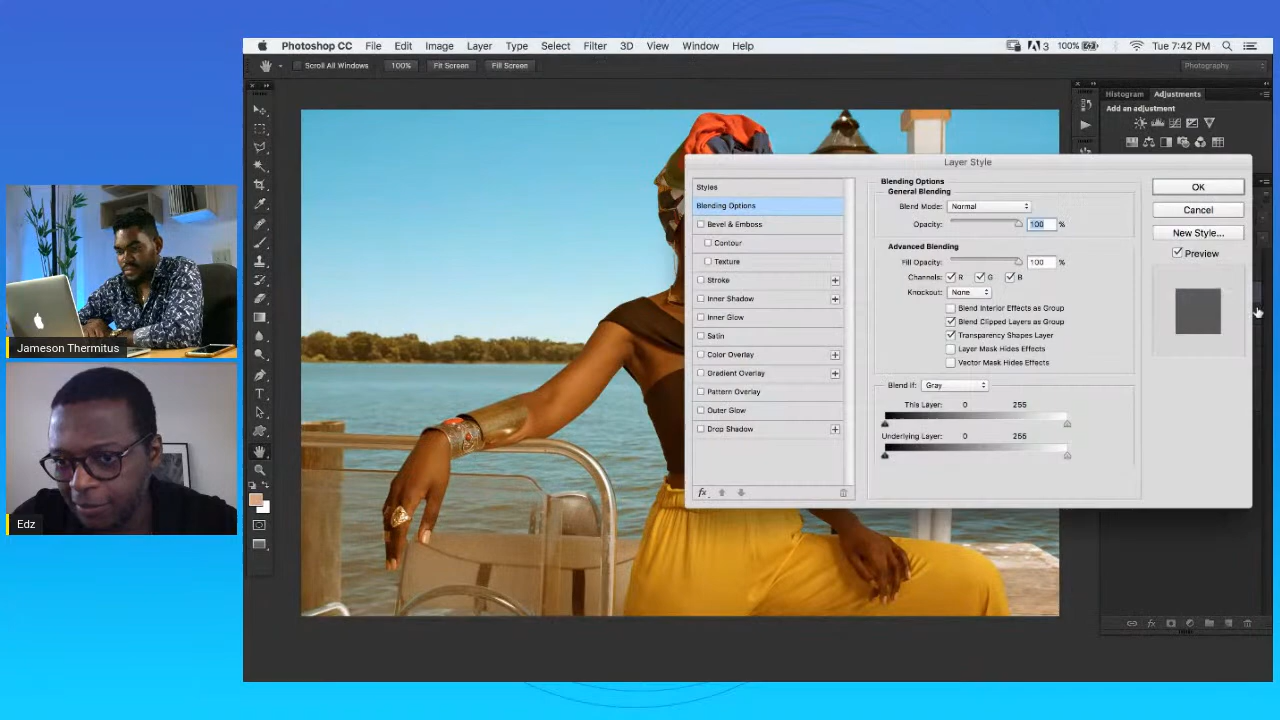 Photoshop CC File Edit Image Layer Type Select Filter 3D View Window Help 3 100% Tue 7:42 PM
Scroll All Windows 100% Fit Screen Fill Screen Photography
Histogram Adjustments
Add an adjustment
Layer Style
Styles
Blending Options
Bevel & Emboss
Contour
Texture
Stroke
Inner Shadow
Inner Glow
Satin
Color Overlay
Gradient Overlay
Pattern Overlay
Outer Glow
Drop Shadow
fx
Blending Options
General Blending
Blend Mode: Normal
Opacity: 100 %
Advanced Blending
Fill Opacity: 100 %
Channels: R G B
Knockout: None
Blend Interior Effects as Group
Blend Clipped Layers as Group
Transparency Shapes Layer
Layer Mask Hides Effects
Vector Mask Hides Effects
Blend If: Gray
This Layer: 0 255
Underlying Layer: 0 255
OK
Cancel
New Style...
Preview
fx
Jameson Thermitus
Edz